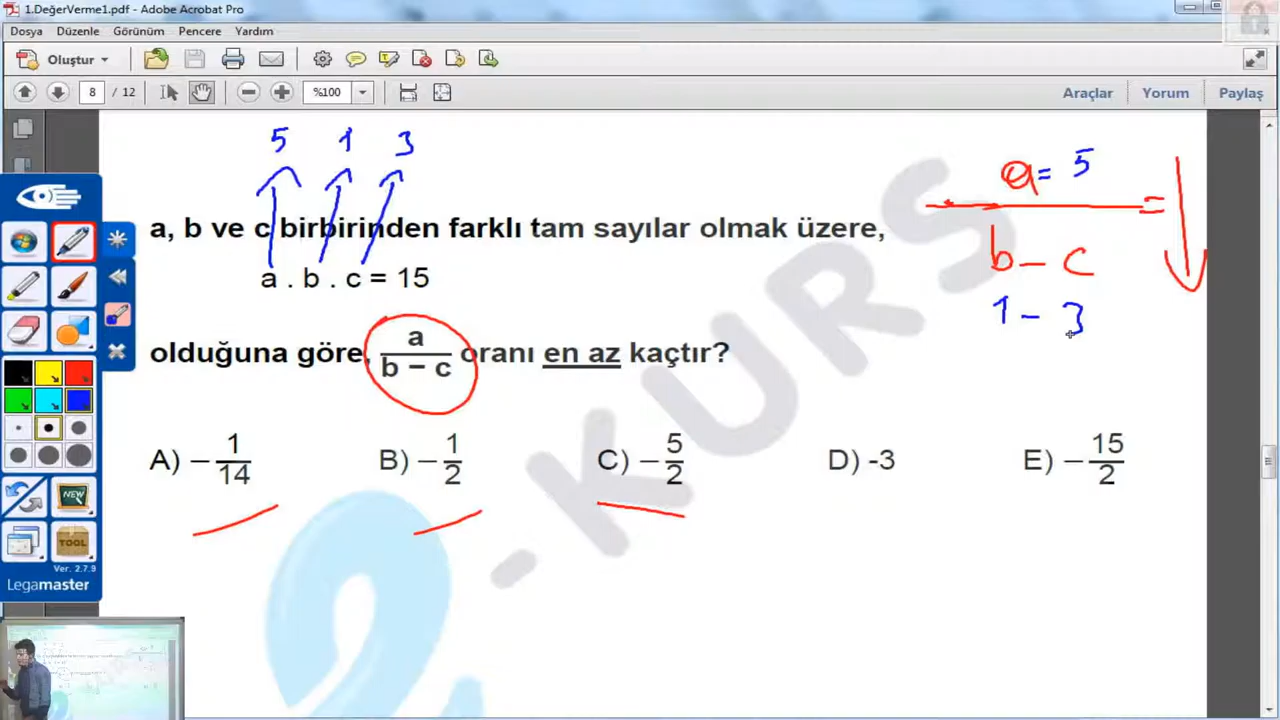 1.DeğerVerme1.pdf - Adobe Acrobat Pro
Dosya Düzenle Görünüm Pencere Yardım
Oluştur
8 / 12 %100 Araçlar Yorum Paylaş
5 1 3
a = 5
a, b ve c birbirinden farklı tam sayılar olmak üzere,
=
b - c
a . b . c = 15
1 - 3
olduğuna göre, a / b − c oranı en az kaçtır?
A) −1/14 B) −1/2 C) −5/2 D) -3 E) −15/2
NEW
TOOL
Ver. 2.7.9
Legamaster
-KURS